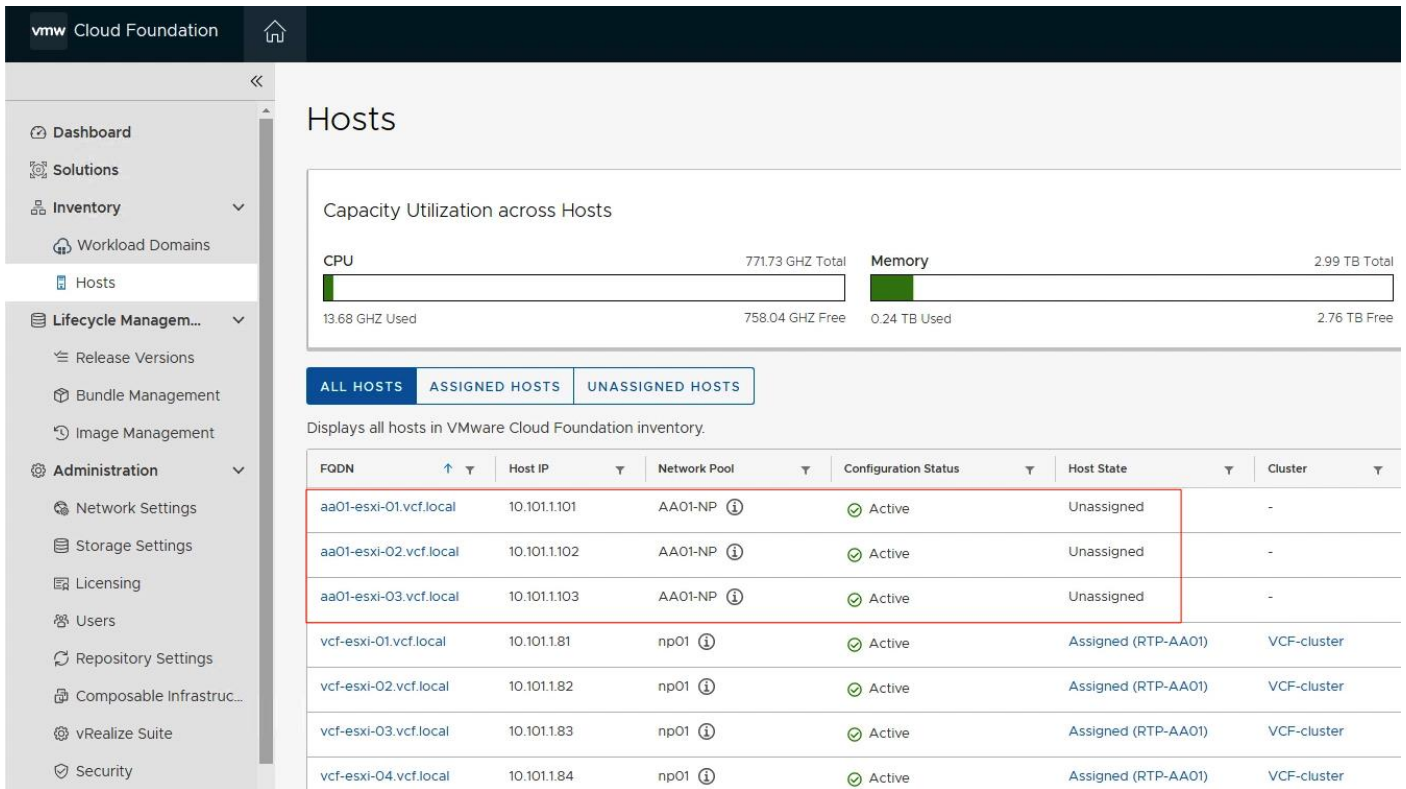 vmw Cloud Foundation
Dashboard
Solutions
Inventory
Workload Domains
Hosts
Lifecycle Managem...
Release Versions
Bundle Management
Image Management
Administration
Network Settings
Storage Settings
Licensing
Users
Repository Settings
Composable Infrastruc...
vRealize Suite
Security
Hosts
Capacity Utilization across Hosts
CPU 771.73 GHZ Total
13.68 GHZ Used 758.04 GHZ Free
Memory 2.99 TB Total
0.24 TB Used 2.76 TB Free
ALL HOSTS ASSIGNED HOSTS UNASSIGNED HOSTS
Displays all hosts in VMware Cloud Foundation inventory.
FQDN Host IP Network Pool Configuration Status Host State Cluster
aa01-esxi-01.vcf.local 10.101.1.101 AA01-NP Active Unassigned -
aa01-esxi-02.vcf.local 10.101.1.102 AA01-NP Active Unassigned -
aa01-esxi-03.vcf.local 10.101.1.103 AA01-NP Active Unassigned -
vcf-esxi-01.vcf.local 10.101.1.81 np01 Active Assigned (RTP-AA01) VCF-cluster
vcf-esxi-02.vcf.local 10.101.1.82 np01 Active Assigned (RTP-AA01) VCF-cluster
vcf-esxi-03.vcf.local 10.101.1.83 np01 Active Assigned (RTP-AA01) VCF-cluster
vcf-esxi-04.vcf.local 10.101.1.84 np01 Active Assigned (RTP-AA01) VCF-cluster